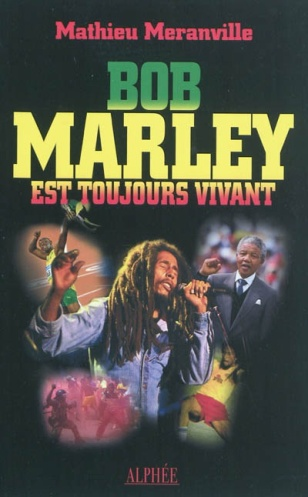 Mathieu Meranville
BOB
MARLEY
EST TOUJOURS VIVANT
ALPHÉE